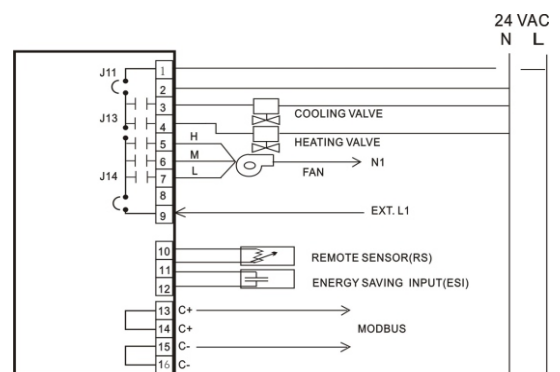 24 VAC
N L
J11
1
2
3
COOLING VALVE
J13
4
HEATING VALVE
H
5
M
6
N1
L
7
FAN
J14
8
9
EXT. L1
10
REMOTE SENSOR(RS)
11
ENERGY SAVING INPUT(ESI)
12
13 C+
MODBUS
14 C+
15 C-
16 C-